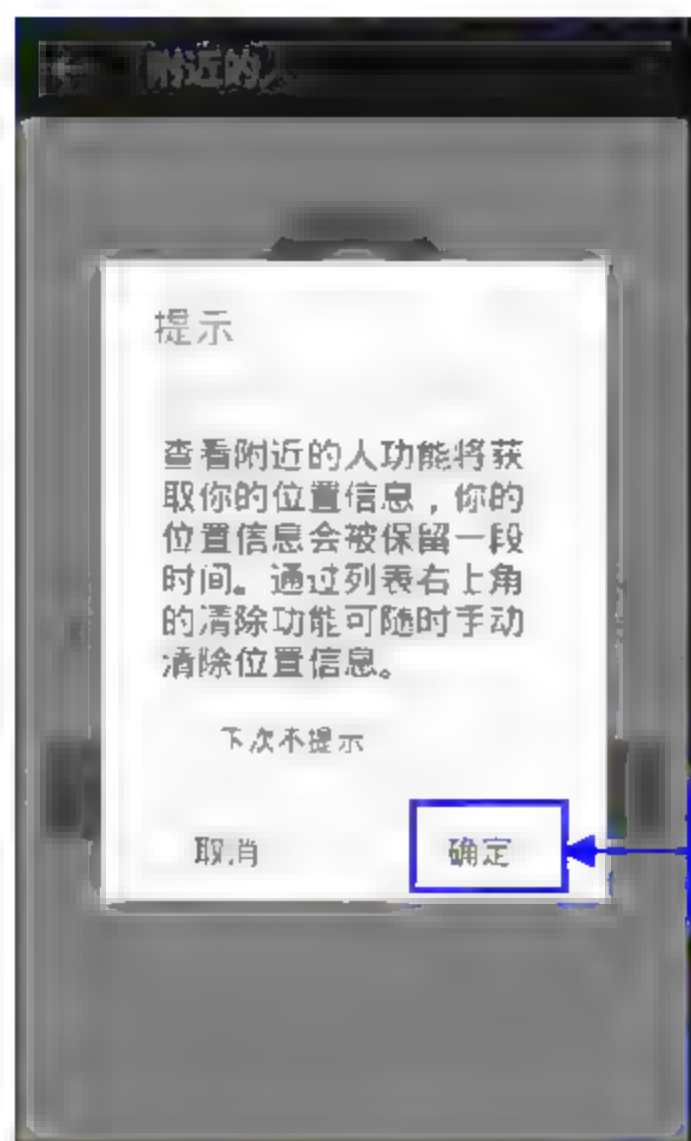 附近的人
提示
查看附近的人功能将获
取你的位置信息，你的
位置信息会被保留一段
时间。通过列表右上角
的清除功能可随时手动
清除位置信息。
下次不提示
取消
确定